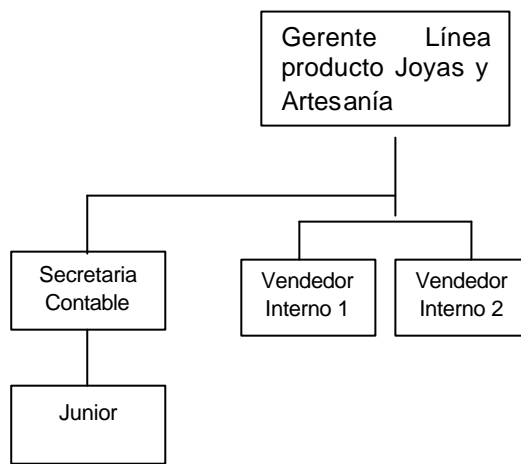 Gerente Línea
producto Joyas y
Artesanía
Secretaria
Contable
Vendedor
Interno 1
Vendedor
Interno 2
Junior